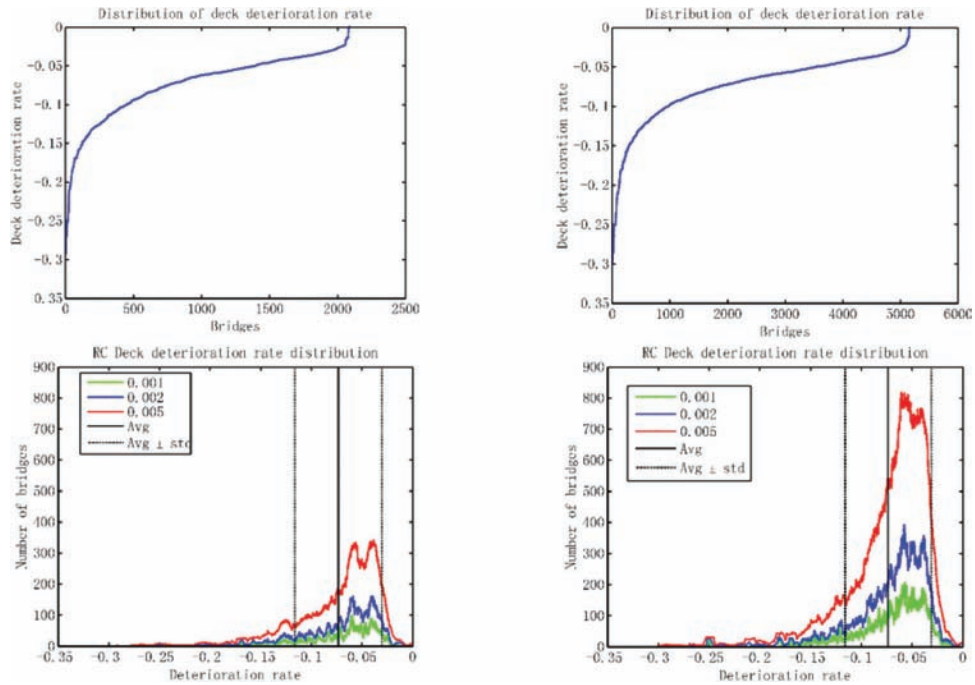 Distribution of deck deterioration rate
0
-0.05
-0.1
-0.15
-0.2
-0.25
-0.3
0.35
Deck deterioration rate
0 500 1000 1500 2000 2500
Bridges
Distribution of deck deterioration rate
0
-0.05
-0.1
-0.15
-0.2
-0.25
-0.3
0.35
Deck deterioration rate
0 1000 2000 3000 4000 5000 6000
Bridges
RC Deck deterioration rate distribution
900
800
700
600
500
400
300
200
100
0
Number of bridges
0.001
0.002
0.005
Avg
Avg ± std
-0.35 -0.3 -0.25 -0.2 -0.15 -0.1 -0.05 0
Deterioration rate
RC Deck deterioration rate distribution
900
800
700
600
500
400
300
200
100
0
Number of bridges
0.001
0.002
0.005
Avg
Avg ± std
-0.35 -0.3 -0.25 -0.2 -0.15 -0.1 -0.05 0
Deterioration rate